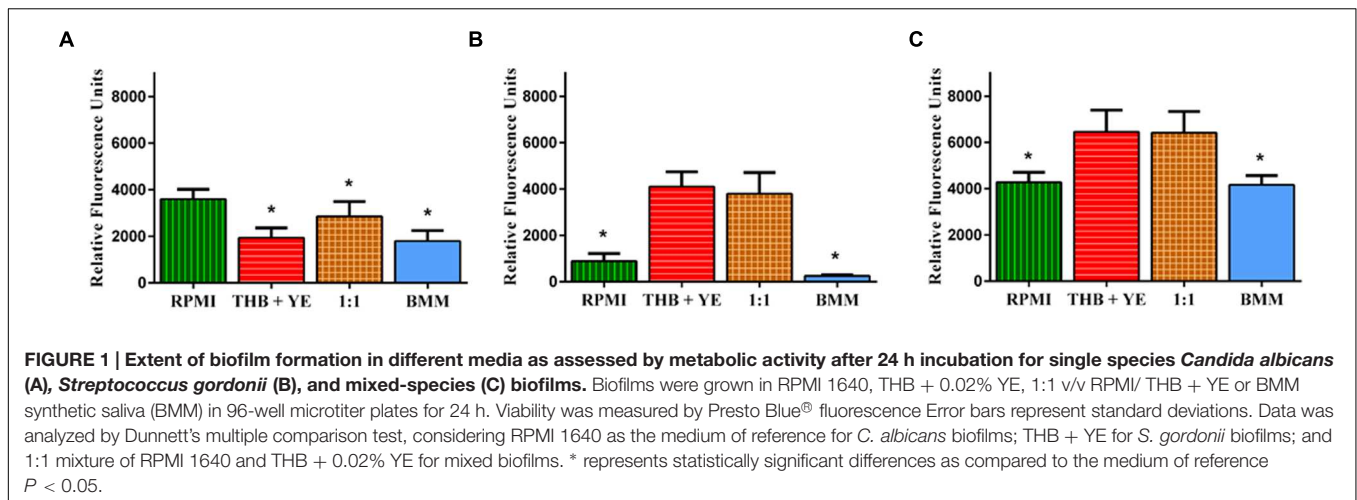 A
B
C
Relative Fluorescence Units
8000
6000
4000
2000
0
*
*
*
RPMI
THB + YE
1:1
BMM
Relative Fluorescence Units
8000
6000
4000
2000
0
*
*
RPMI
THB + YE
1:1
BMM
Relative Fluorescence Units
8000
6000
4000
2000
0
*
*
RPMI
THB + YE
1:1
BMM
FIGURE 1 | Extent of biofilm formation in different media as assessed by metabolic activity after 24 h incubation for single species Candida albicans
(A), Streptococcus gordonii (B), and mixed-species (C) biofilms. Biofilms were grown in RPMI 1640, THB + 0.02% YE, 1:1 v/v RPMI/ THB + YE or BMM
synthetic saliva (BMM) in 96-well microtiter plates for 24 h. Viability was measured by Presto Blue® fluorescence Error bars represent standard deviations. Data was
analyzed by Dunnett's multiple comparison test, considering RPMI 1640 as the medium of reference for C. albicans biofilms; THB + YE for S. gordonii biofilms; and
1:1 mixture of RPMI 1640 and THB + 0.02% YE for mixed biofilms. * represents statistically significant differences as compared to the medium of reference
P < 0.05.